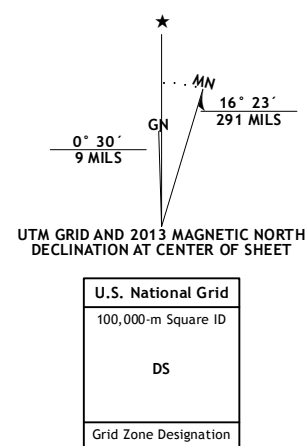 ★
MN
GN
16° 23´
291 MILS
0° 30´
9 MILS
UTM GRID AND 2013 MAGNETIC NORTH
DECLINATION AT CENTER OF SHEET
U.S. National Grid
100,000-m Square ID
DS
Grid Zone Designation